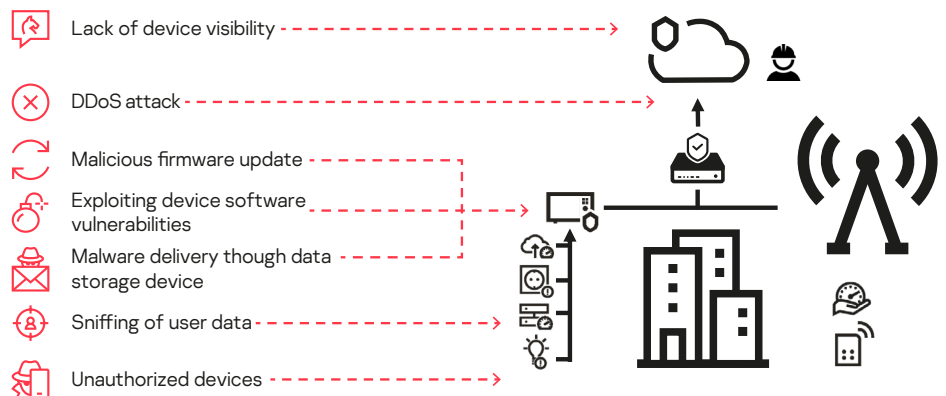 Lack of device visibility
DDoS attack
Malicious firmware update
Exploiting device software
vulnerabilities
Malware delivery though data
storage device
Sniffing of user data
Unauthorized devices